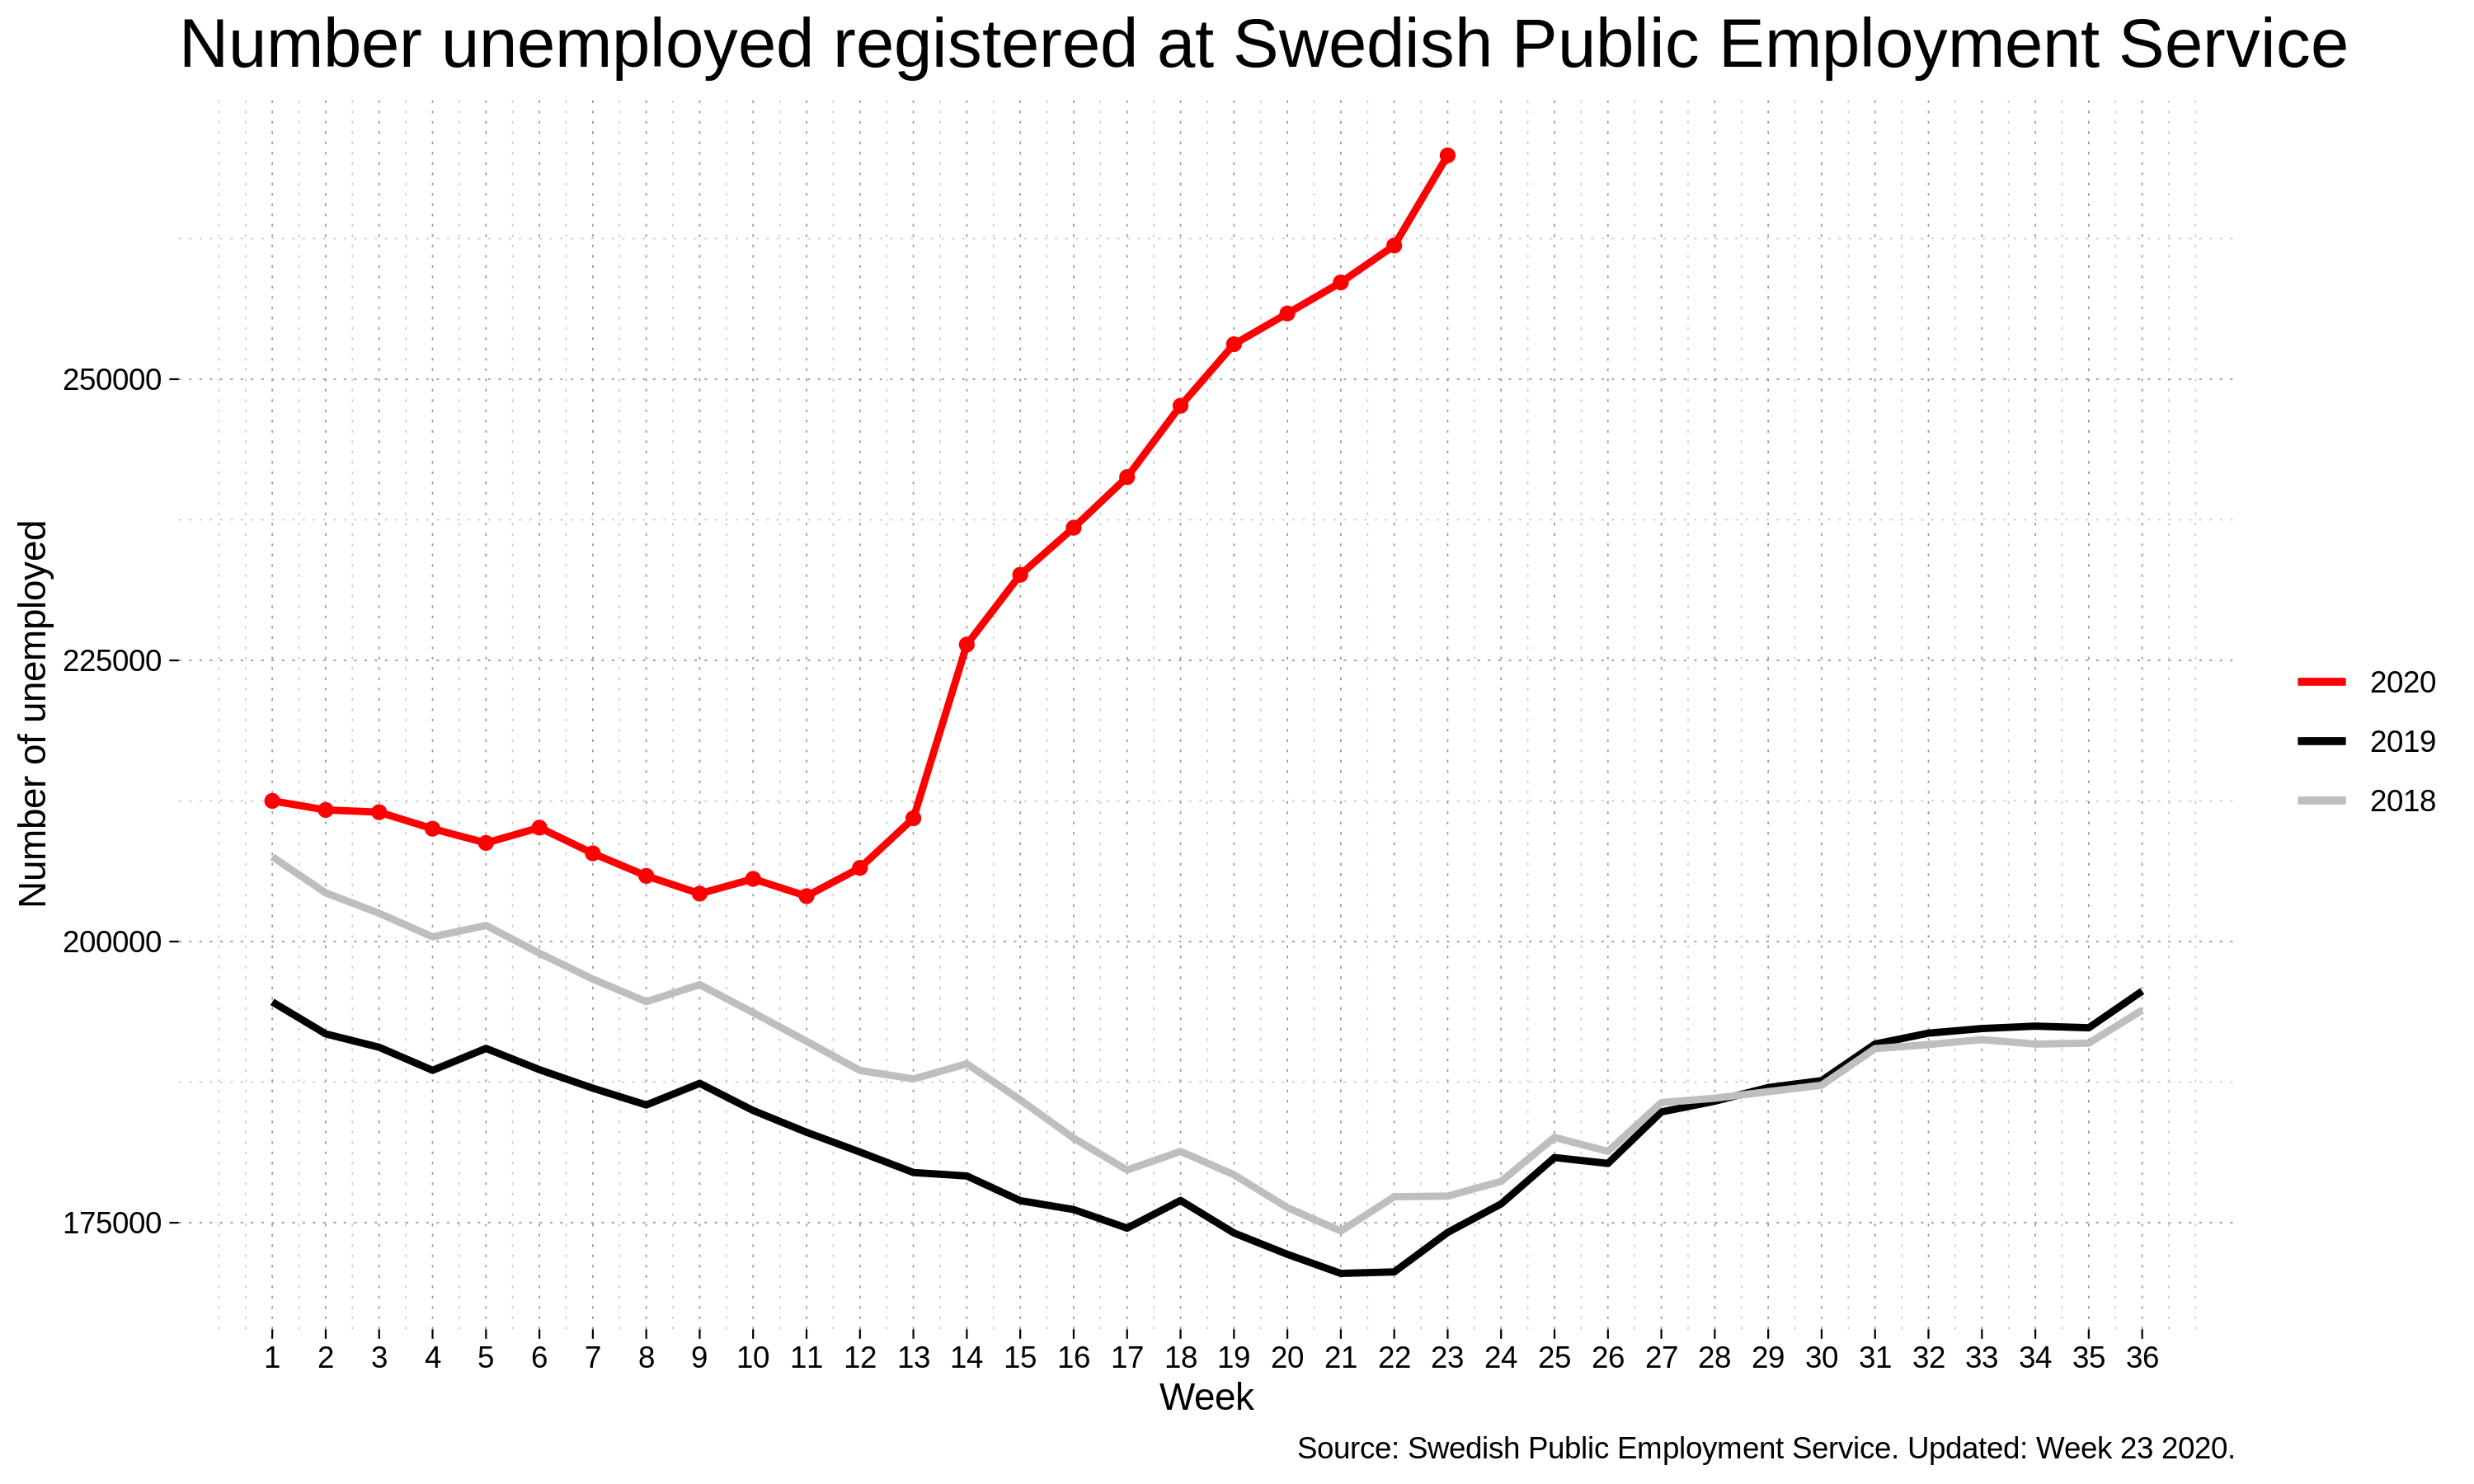 Number unemployed registered at Swedish Public Employment Service
Number of unemployed
250000
225000
200000
175000
2020
2019
2018
1 2 3 4 5 6 7 8 9 10 11 12 13 14 15 16 17 18 19 20 21 22 23 24 25 26 27 28 29 30 31 32 33 34 35 36
Week
Source: Swedish Public Employment Service. Updated: Week 23 2020.